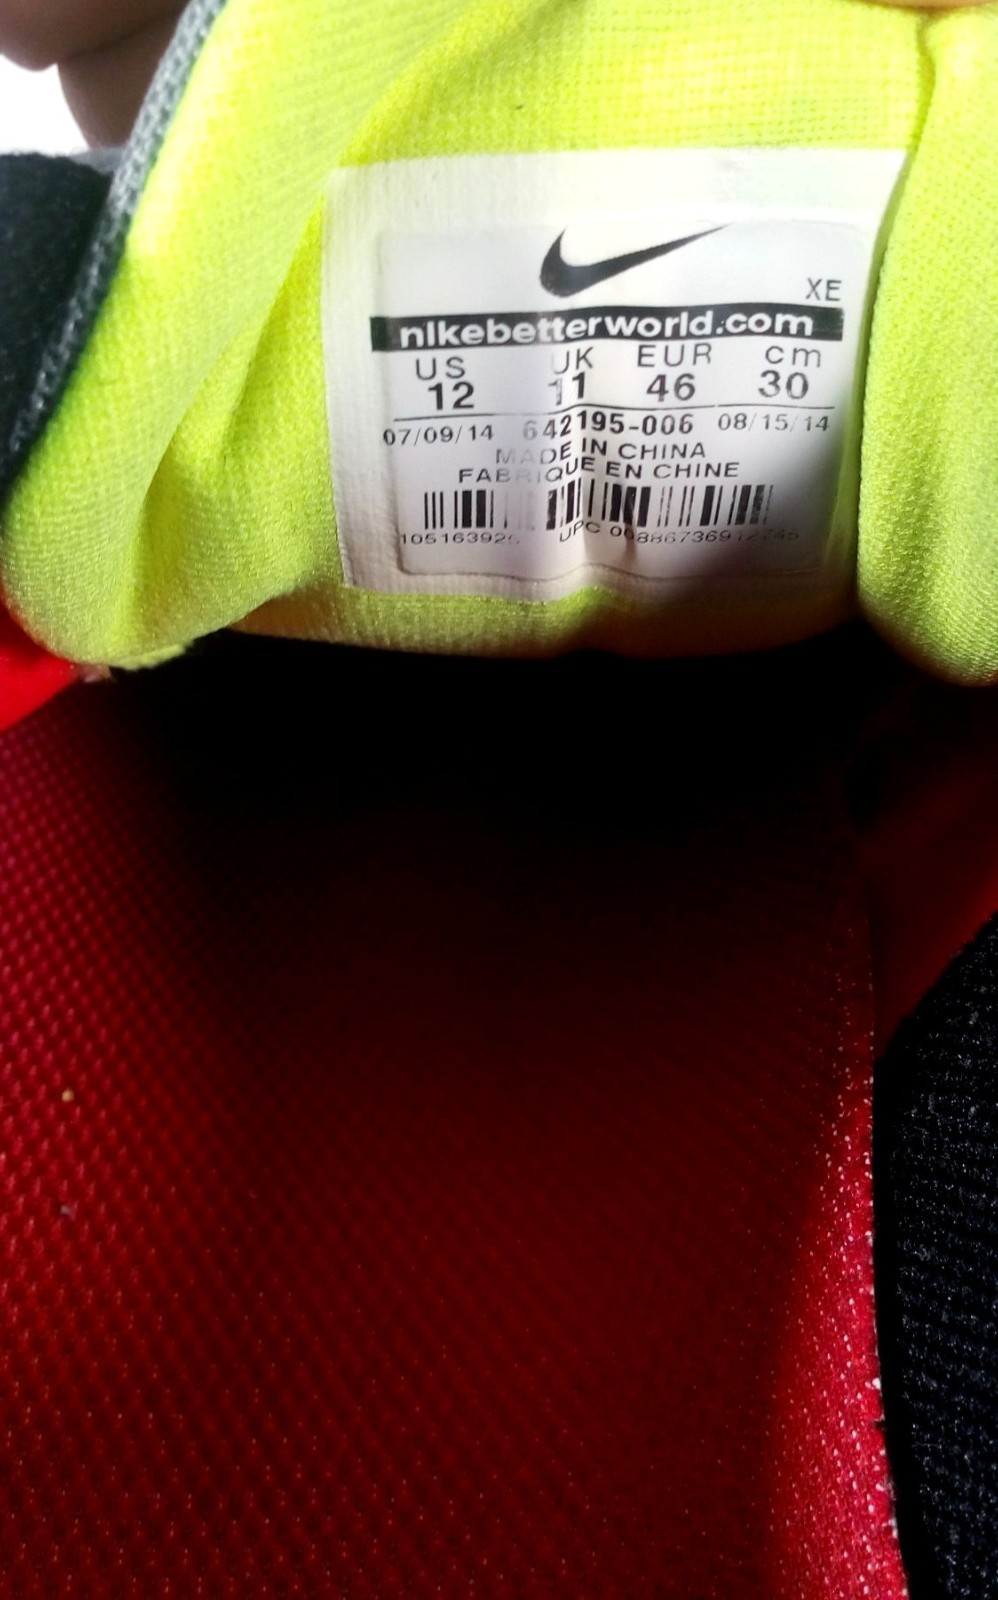 XE
nikebetterworld.com
US UK EUR cm
12 11 46 30
07/09/14 642195-006 08/15/14
MADE IN CHINA
FABRIQUE EN CHINE
UPC